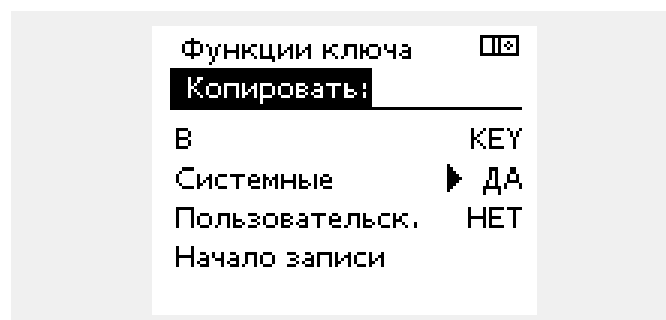 Функции ключа
Копировать:
В KEY
Системные ДА
Пользовательск. НЕТ
Начало записи